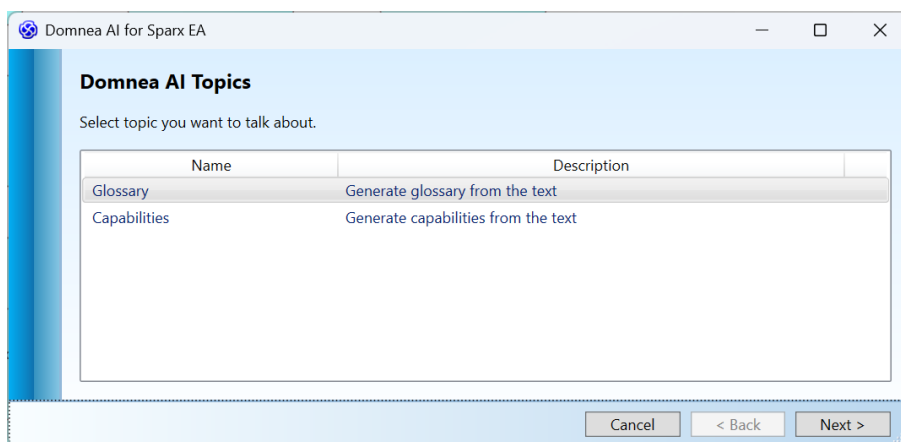 Domnea AI for Sparx EA
Domnea AI Topics
Select topic you want to talk about.
Name Description
Glossary Generate glossary from the text
Capabilities Generate capabilities from the text
Cancel < Back Next >